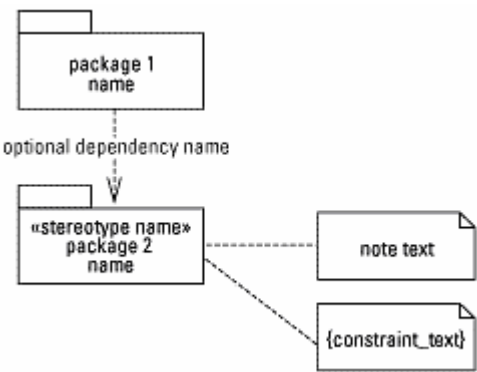 package 1
name
optional dependency name
«stereotype name»
package 2
name
note text
{constraint_text}